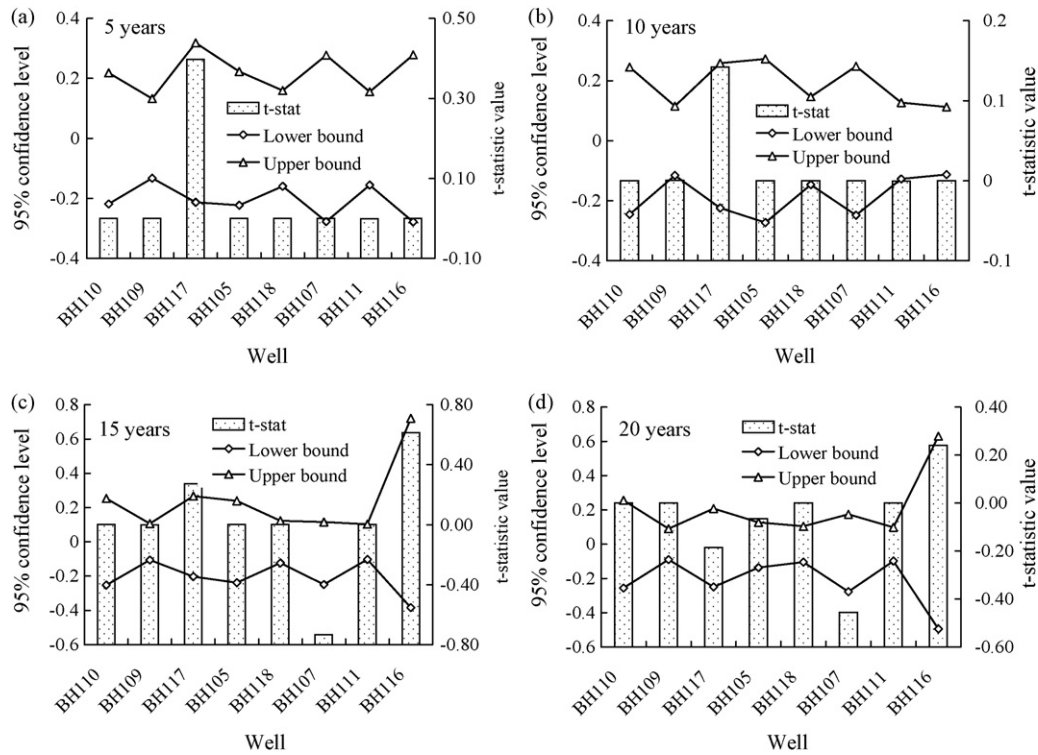 (a)
5 years
0.4
0.2
0
-0.2
-0.4
95% confidence level
0.50
0.30
0.10
-0.10
t-statistic value
t-stat
Lower bound
Upper bound
BH110
BH109
BH117
BH105
BH118
BH107
BH111
BH116
Well
(b)
10 years
0.4
0.2
0
-0.2
-0.4
95% confidence level
0.2
0.1
0
-0.1
t-statistic value
t-stat
Lower bound
Upper bound
BH110
BH109
BH117
BH105
BH118
BH107
BH111
BH116
Well
(c)
15 years
0.8
0.6
0.4
0.2
0
-0.2
-0.4
-0.6
95% confidence level
0.80
0.40
0.00
-0.40
-0.80
t-statistic value
t-stat
Lower bound
Upper bound
BH110
BH109
BH117
BH105
BH118
BH107
BH111
BH116
Well
(d)
20 years
0.8
0.6
0.4
0.2
0
-0.2
-0.4
-0.6
95% confidence level
0.40
0.20
0.00
-0.20
-0.40
-0.60
t-statistic value
t-stat
Lower bound
Upper bound
BH110
BH109
BH117
BH105
BH118
BH107
BH111
BH116
Well